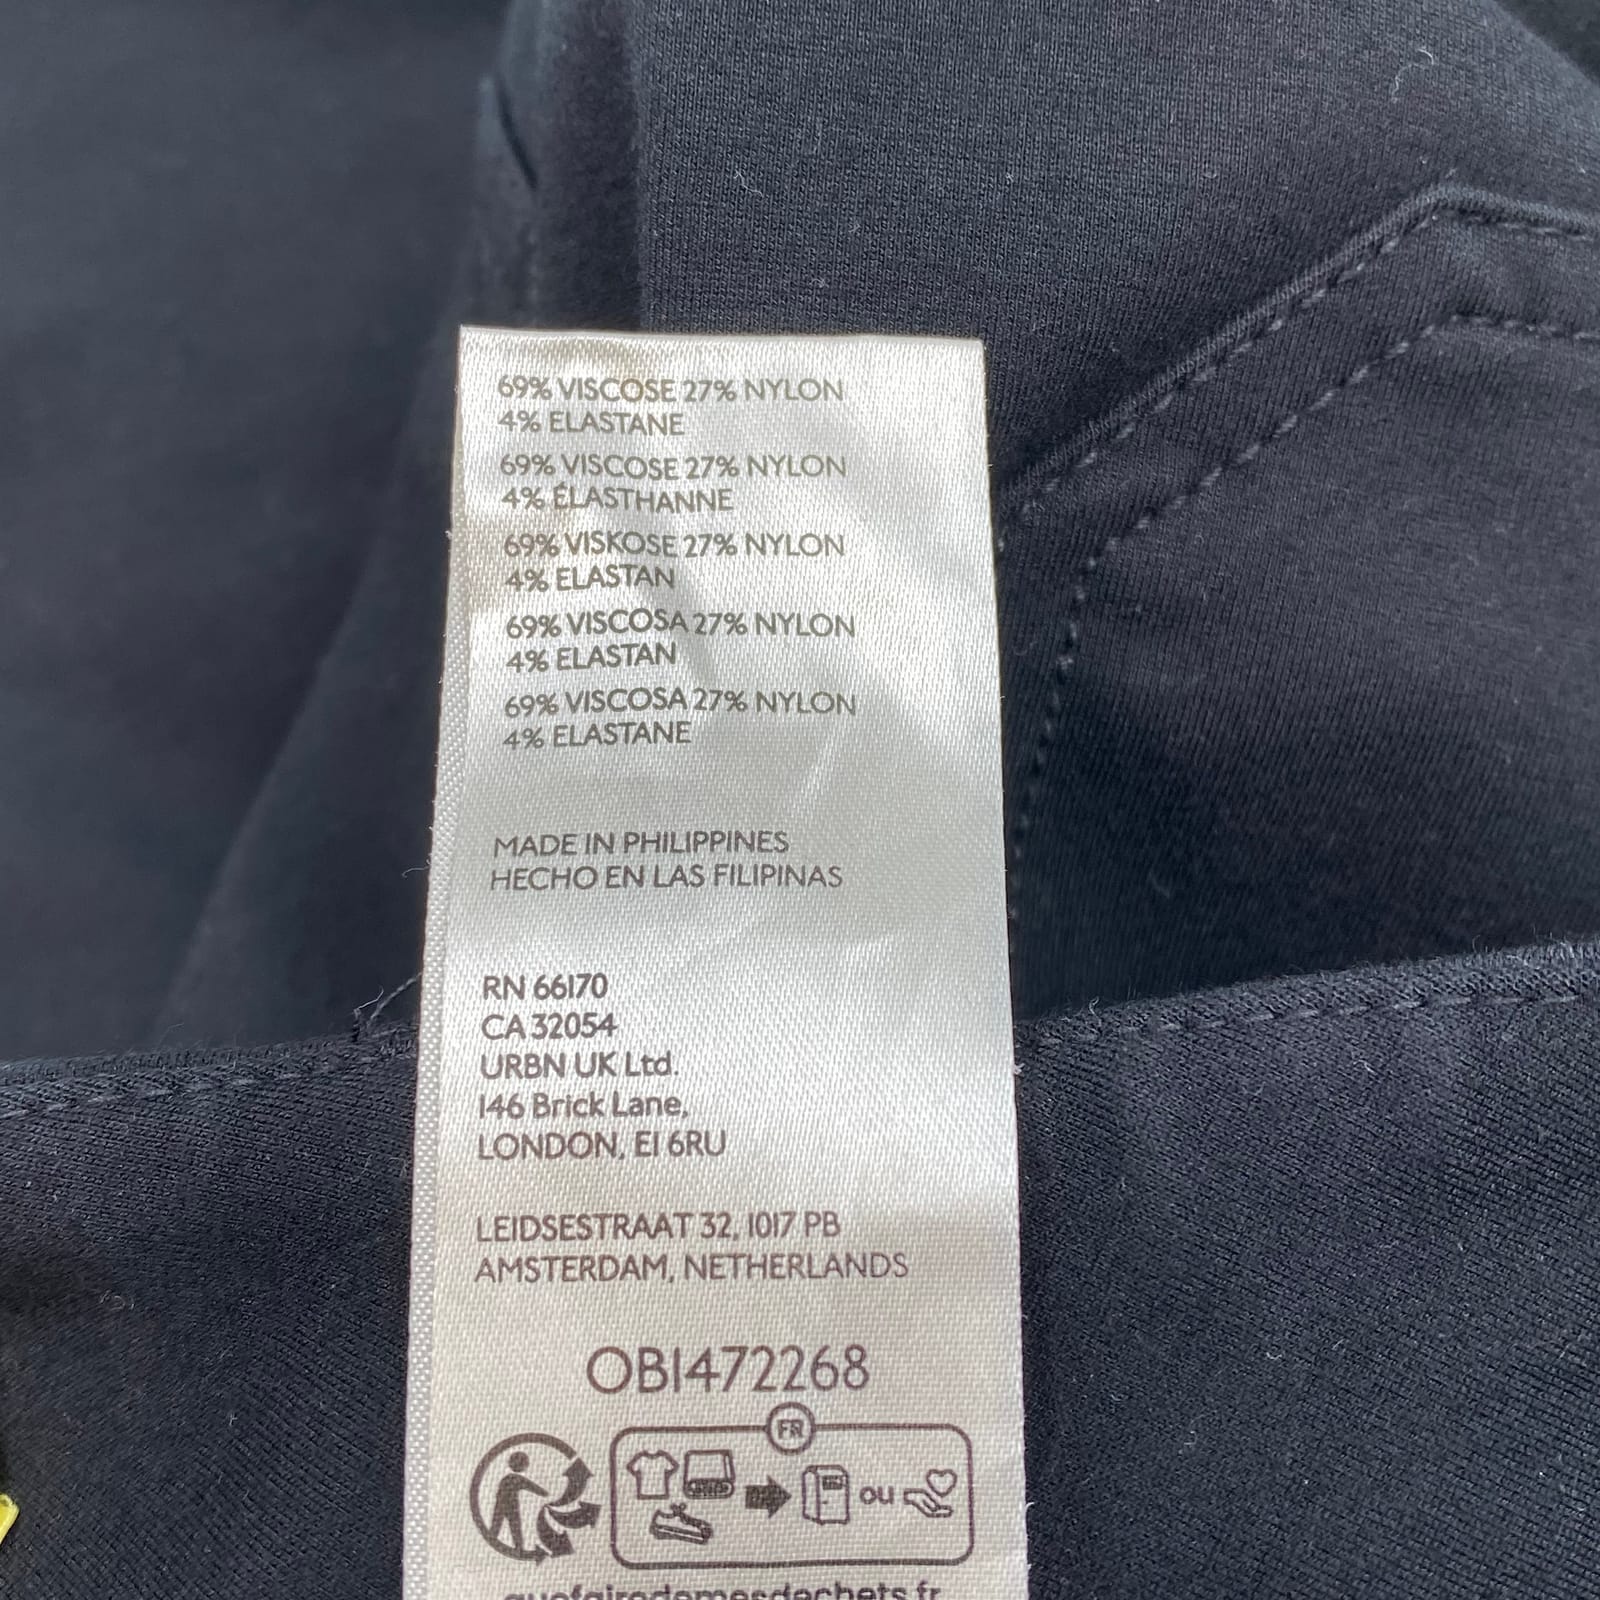 69% VISCOSE 27% NYLON
4% ELASTANE
69% VISCOSE 27% NYLON
4% ÉLASTHANNE
69% VISKOSE 27% NYLON
4% ELASTAN
69% VISCOSA 27% NYLON
4% ELASTAN
69% VISCOSA 27% NYLON
4% ELASTANE
MADE IN PHILIPPINES
HECHO EN LAS FILIPINAS
RN 66170
CA 32054
URBN UK Ltd.
146 Brick Lane,
LONDON, E1 6RU
LEIDSESTRAAT 32, 1017 PB
AMSTERDAM, NETHERLANDS
OB1472268
FR
ou
quefairedemesdechets.fr